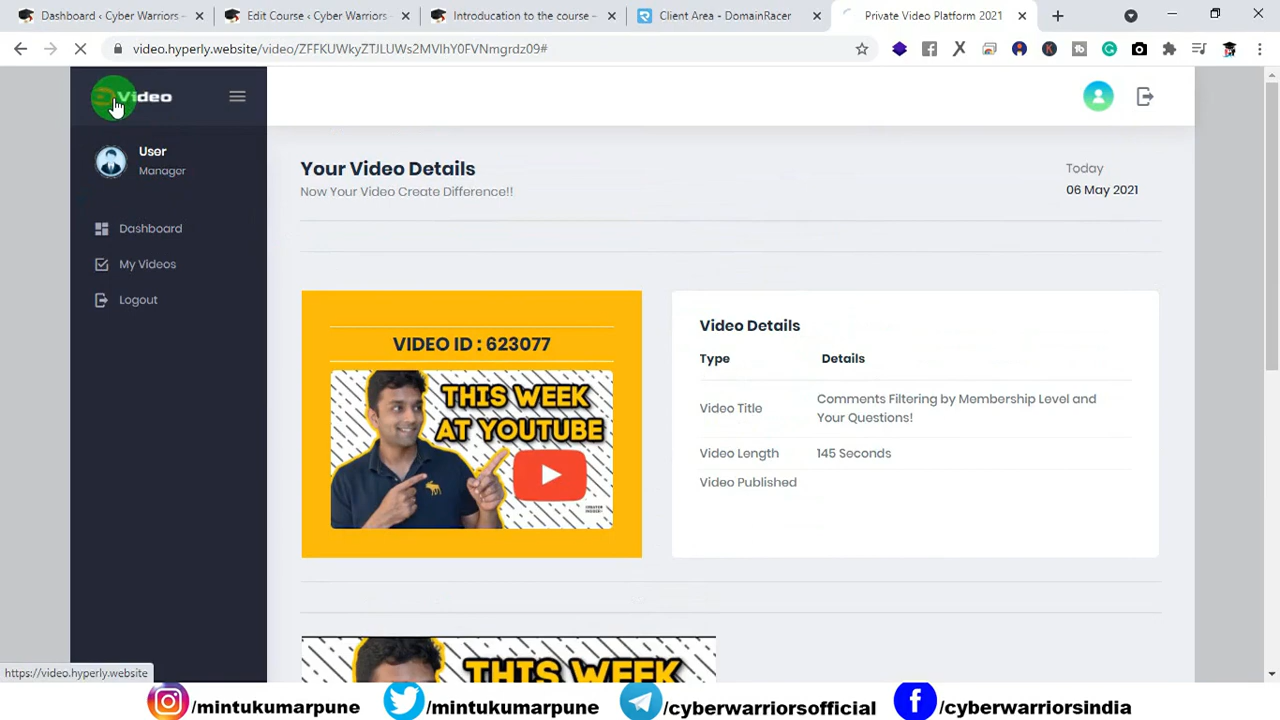 Dashboard ‹ Cyber Warriors –
Edit Course ‹ Cyber Warriors –
Introducation to the course –
Client Area - DomainRacer
Private Video Platform 2021
video.hyperly.website/video/ZFFKUWkyZTJLUWs2MVlhY0FVNmgrdz09#
Video
User
Manager
Dashboard
My Videos
Logout
Your Video Details
Now Your Video Create Difference!!
Today
06 May 2021
VIDEO ID : 623077
THIS WEEK
AT YOUTUBE
Video Details
Type Details
Video Title Comments Filtering by Membership Level and
Your Questions!
Video Length 145 Seconds
Video Published
THIS WEEK
https://video.hyperly.website
/mintukumarpune
/mintukumarpune
/cyberwarriorsofficial
/cyberwarriorsindia